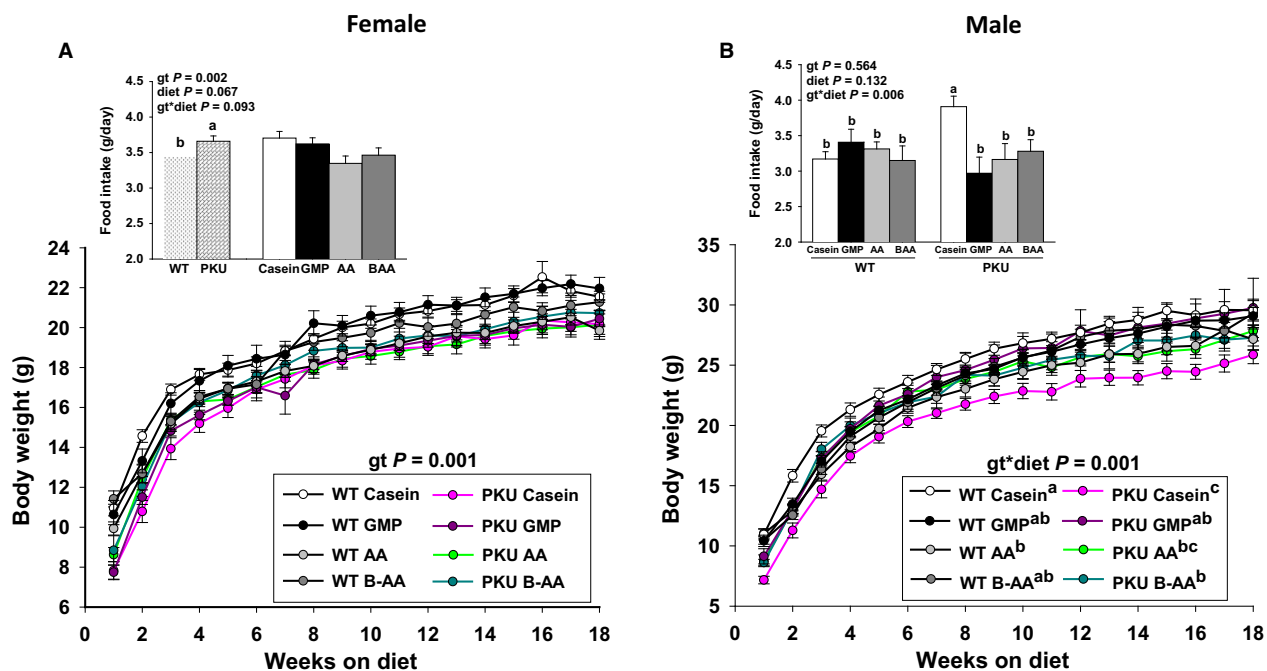 Female
A
gt P = 0.002
diet P = 0.067
gt*diet P = 0.093
Food intake (g/day)
4.5
4.0
3.5
3.0
2.5
2.0
b
a
WT PKU
Casein GMP AA BAA
Body weight (g)
24
22
20
18
16
14
12
10
8
6
gt P = 0.001
WT Casein PKU Casein
WT GMP PKU GMP
WT AA PKU AA
WT B-AA PKU B-AA
0 2 4 6 8 10 12 14 16 18
Weeks on diet
Male
B
gt P = 0.564
diet P = 0.132
gt*diet P = 0.006
Food intake (g/day)
4.5
4.0
3.5
3.0
2.5
2.0
b b b b
a b b b
Casein GMP AA BAA Casein GMP AA BAA
WT PKU
Body weight (g)
35
30
25
20
15
10
5
gt*diet P = 0.001
WT Casein^a PKU Casein^c
WT GMP^ab PKU GMP^ab
WT AA^b PKU AA^bc
WT B-AA^ab PKU B-AA^b
0 2 4 6 8 10 12 14 16 18
Weeks on diet